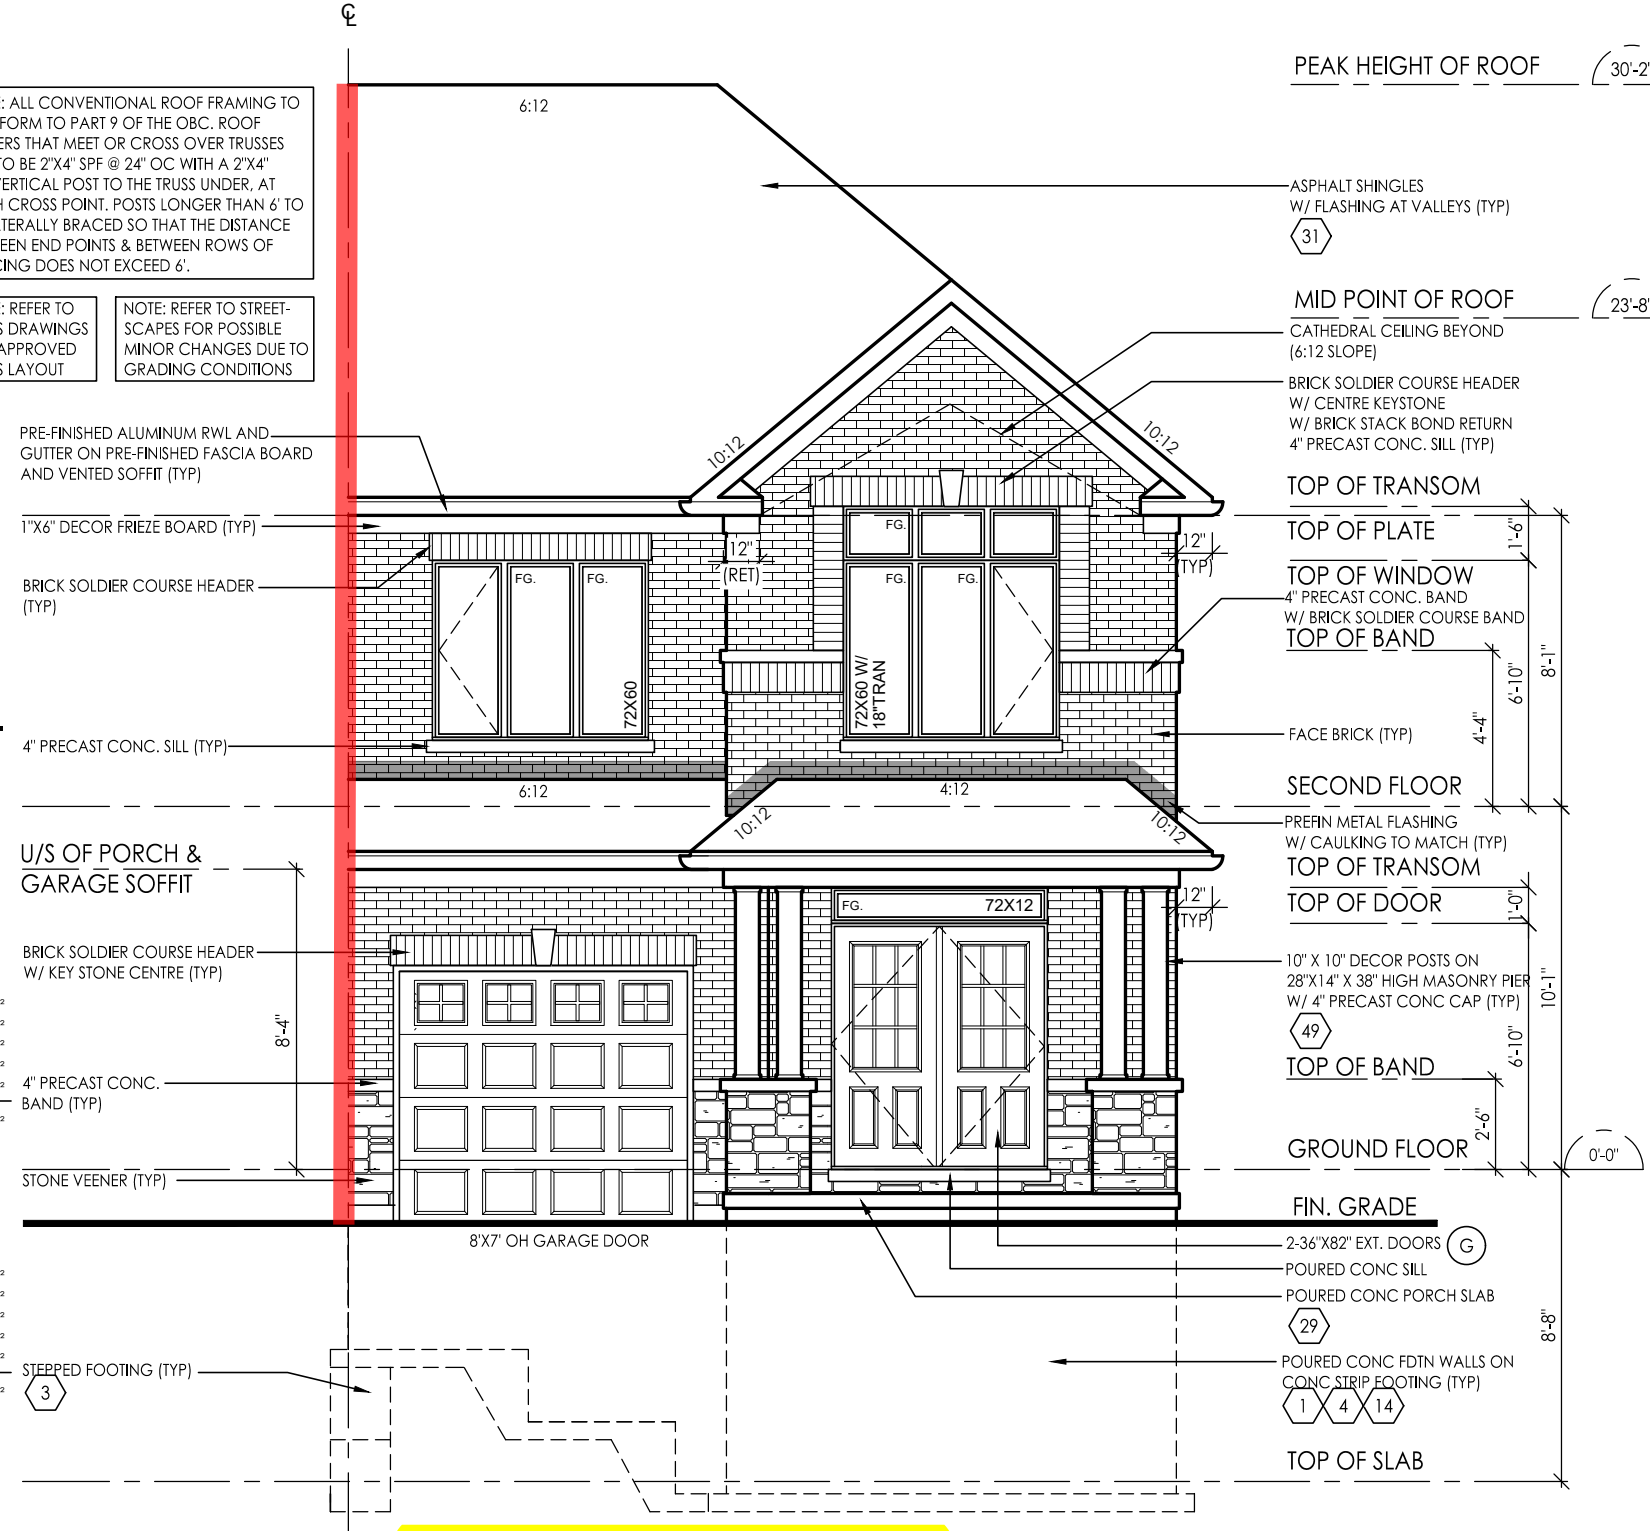 ℄
: ALL CONVENTIONAL ROOF FRAMING TO
FORM TO PART 9 OF THE OBC. ROOF
ERS THAT MEET OR CROSS OVER TRUSSES
TO BE 2"X4" SPF @ 24" OC WITH A 2"X4"
VERTICAL POST TO THE TRUSS UNDER, AT
H CROSS POINT. POSTS LONGER THAN 6' TO
TERALLY BRACED SO THAT THE DISTANCE
EEN END POINTS & BETWEEN ROWS OF
CING DOES NOT EXCEED 6'.
: REFER TO
S DRAWINGS
APPROVED
S LAYOUT
NOTE: REFER TO STREET-
SCAPES FOR POSSIBLE
MINOR CHANGES DUE TO
GRADING CONDITIONS
PRE-FINISHED ALUMINUM RWL AND
GUTTER ON PRE-FINISHED FASCIA BOARD
AND VENTED SOFFIT (TYP)
1"X6" DECOR FRIEZE BOARD (TYP)
BRICK SOLDIER COURSE HEADER
(TYP)
4" PRECAST CONC. SILL (TYP)
U/S OF PORCH &
GARAGE SOFFIT
BRICK SOLDIER COURSE HEADER
W/ KEY STONE CENTRE (TYP)
8'-4"
4" PRECAST CONC.
BAND (TYP)
STONE VEENER (TYP)
STEPPED FOOTING (TYP)
3
6:12
10:12
10:12
12"
(RET)
12"
(TYP)
FG.
FG.
72X60
FG.
FG.
FG.
72X60 W/
18"TRAN
6:12
4:12
10:12
10:12
FG.
72X12
12"
(TYP)
8'X7' OH GARAGE DOOR
PEAK HEIGHT OF ROOF
30'-2"
ASPHALT SHINGLES
W/ FLASHING AT VALLEYS (TYP)
31
MID POINT OF ROOF
23'-8"
CATHEDRAL CEILING BEYOND
(6:12 SLOPE)
BRICK SOLDIER COURSE HEADER
W/ CENTRE KEYSTONE
W/ BRICK STACK BOND RETURN
4" PRECAST CONC. SILL (TYP)
TOP OF TRANSOM
TOP OF PLATE
1'-6"
TOP OF WINDOW
4" PRECAST CONC. BAND
W/ BRICK SOLDIER COURSE BAND
TOP OF BAND
8'-1"
6'-10"
4'-4"
FACE BRICK (TYP)
SECOND FLOOR
PREFIN METAL FLASHING
W/ CAULKING TO MATCH (TYP)
TOP OF TRANSOM
TOP OF DOOR
1'-0"
10" X 10" DECOR POSTS ON
28"X14" X 38" HIGH MASONRY PIER
W/ 4" PRECAST CONC CAP (TYP)
49
10'-1"
6'-10"
TOP OF BAND
2'-6"
GROUND FLOOR
0'-0"
FIN. GRADE
2-36"X82" EXT. DOORS
G
POURED CONC SILL
POURED CONC PORCH SLAB
29
8'-8"
POURED CONC FDTN WALLS ON
CONC STRIP FOOTING (TYP)
1 4 14
TOP OF SLAB